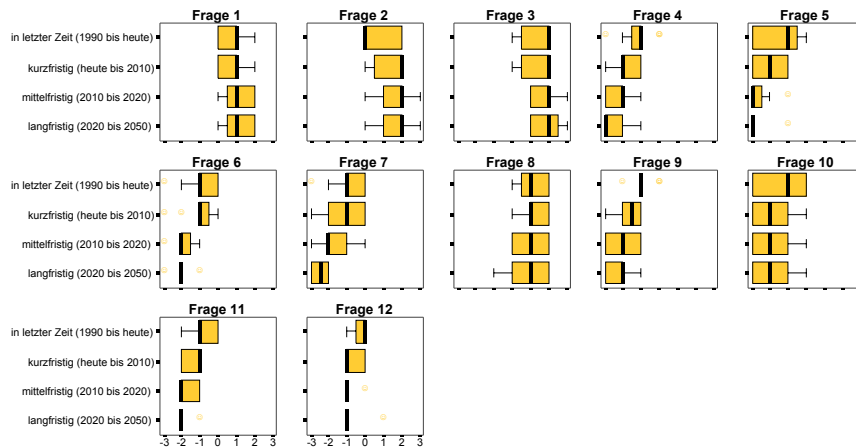 Frage 1 Frage 2 Frage 3 Frage 4 Frage 5
in letzter Zeit (1990 bis heute)
kurzfristig (heute bis 2010)
mittelfristig (2010 bis 2020)
langfristig (2020 bis 2050)
Frage 6 Frage 7 Frage 8 Frage 9 Frage 10
in letzter Zeit (1990 bis heute)
kurzfristig (heute bis 2010)
mittelfristig (2010 bis 2020)
langfristig (2020 bis 2050)
Frage 11 Frage 12
in letzter Zeit (1990 bis heute)
kurzfristig (heute bis 2010)
mittelfristig (2010 bis 2020)
langfristig (2020 bis 2050)
-3 -2 -1 0 1 2 3 -3 -2 -1 0 1 2 3